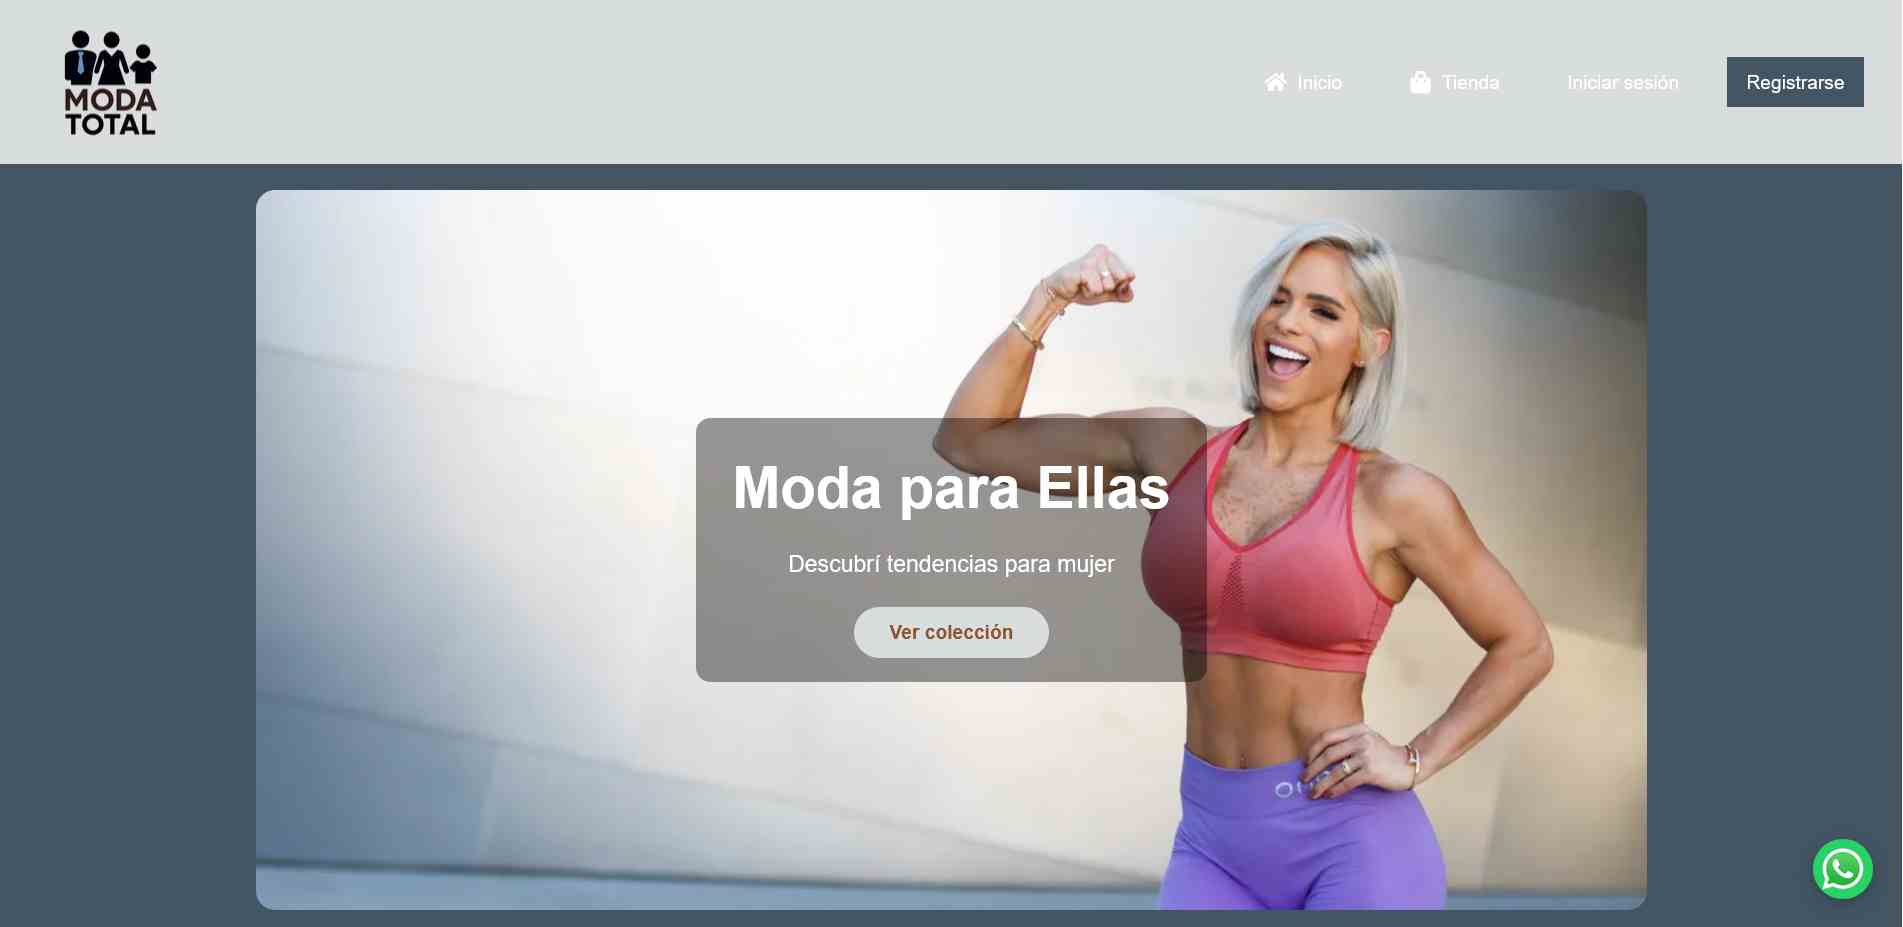 MODA
TOTAL
Inicio
Tienda
Iniciar sesión
Registrarse
Moda para Ellas
Descubrí tendencias para mujer
Ver colección